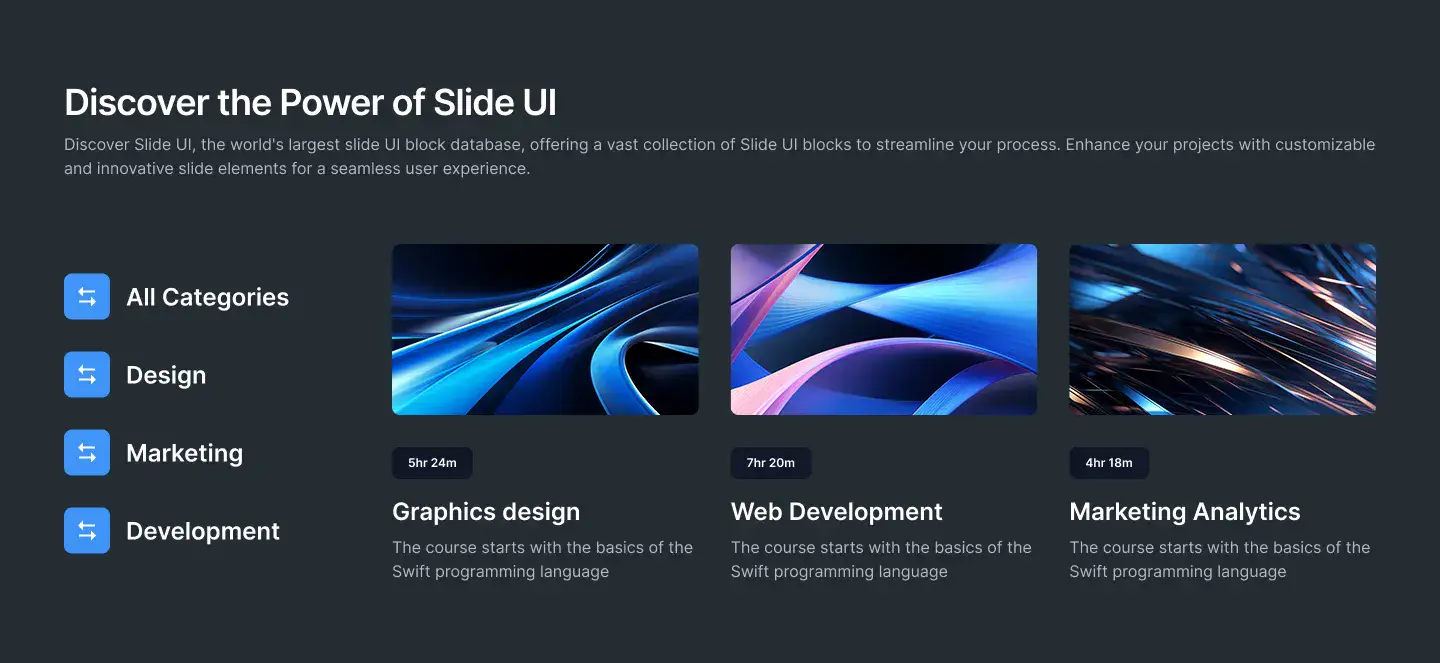 Discover the Power of Slide UI
Discover Slide UI, the world's largest slide UI block database, offering a vast collection of Slide UI blocks to streamline your process. Enhance your projects with customizable
and innovative slide elements for a seamless user experience.
All Categories
Design
Marketing
Development
5hr 24m
Graphics design
The course starts with the basics of the
Swift programming language
7hr 20m
Web Development
The course starts with the basics of the
Swift programming language
4hr 18m
Marketing Analytics
The course starts with the basics of the
Swift programming language